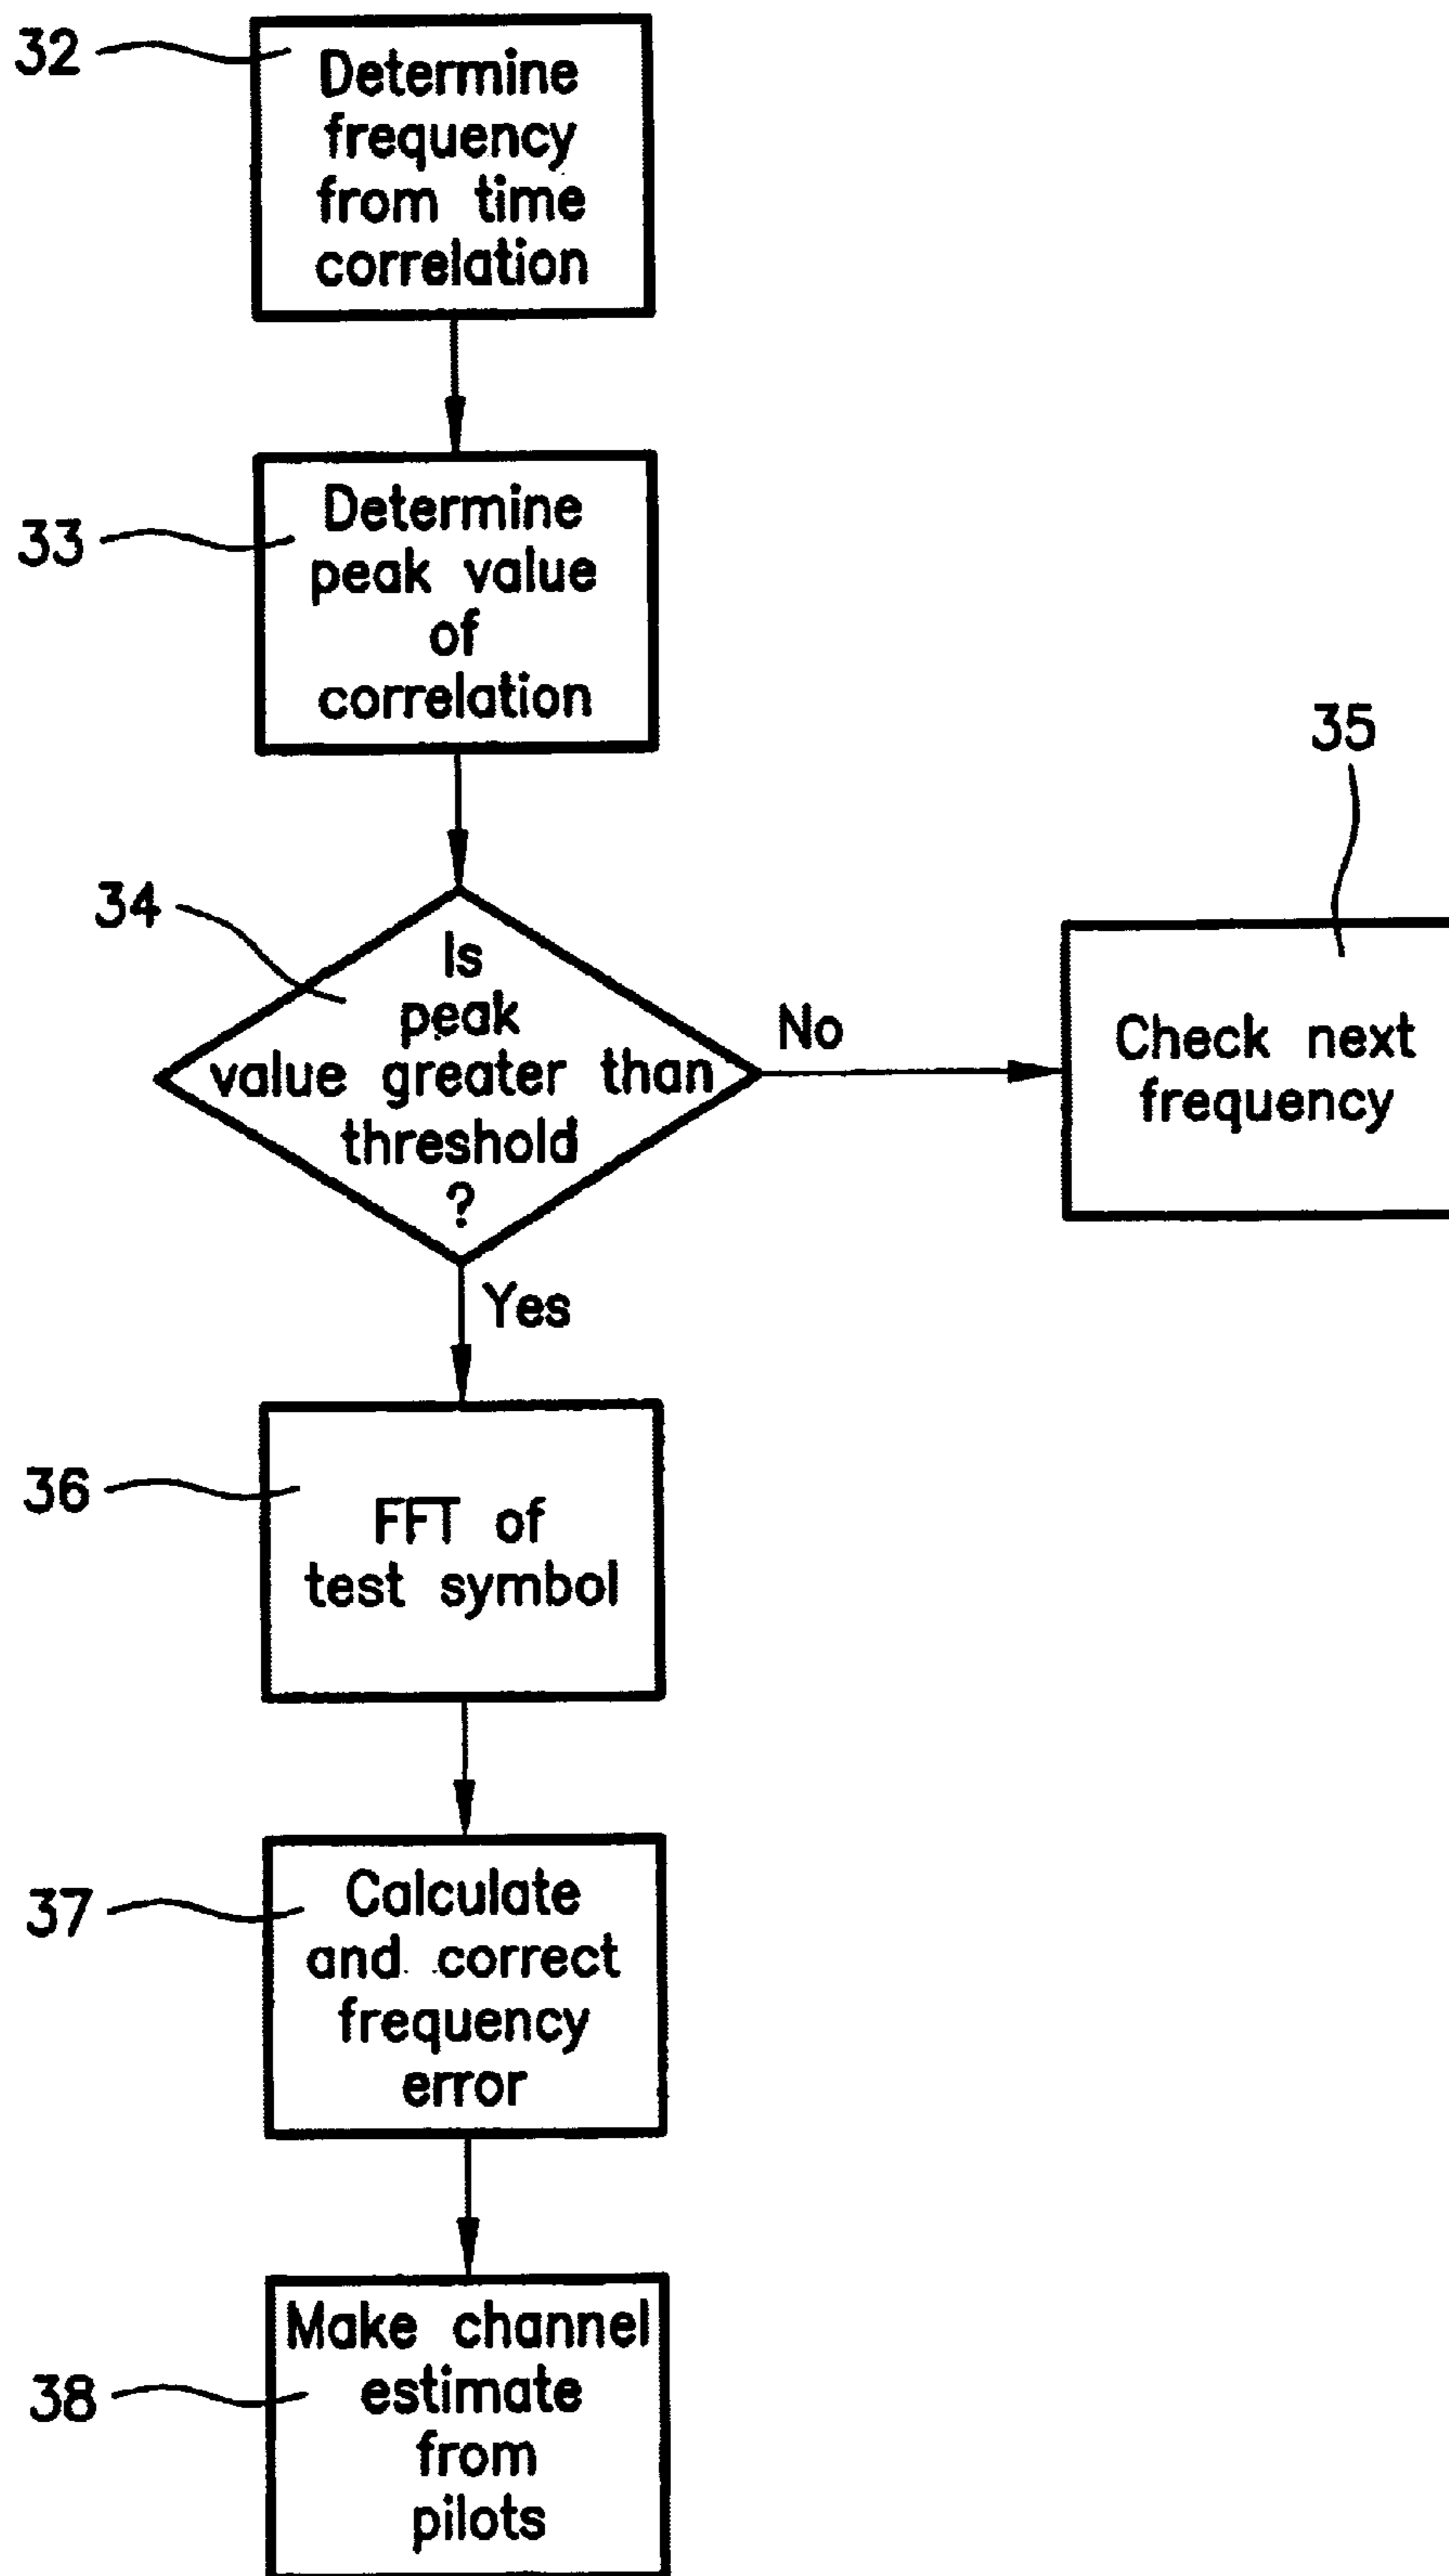 32
Determine
frequency
from time
correlation
33
Determine
peak value
of
correlation
34
Is
peak
value greater than
threshold
?
No
35
Check next
frequency
Yes
36
FFT of
test symbol
37
Calculate
and correct
frequency
error
38
Make channel
estimate
from
pilots